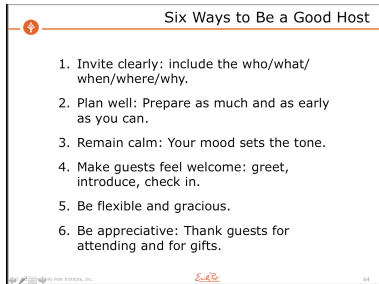 Six Ways to Be a Good Host
1. Invite clearly: include the who/what/
when/where/why.
2. Plan well: Prepare as much and as early
as you can.
3. Remain calm: Your mood sets the tone.
4. Make guests feel welcome: greet,
introduce, check in.
5. Be flexible and gracious.
6. Be appreciative: Thank guests for
attending and for gifts.
Post Institute, Inc.
64